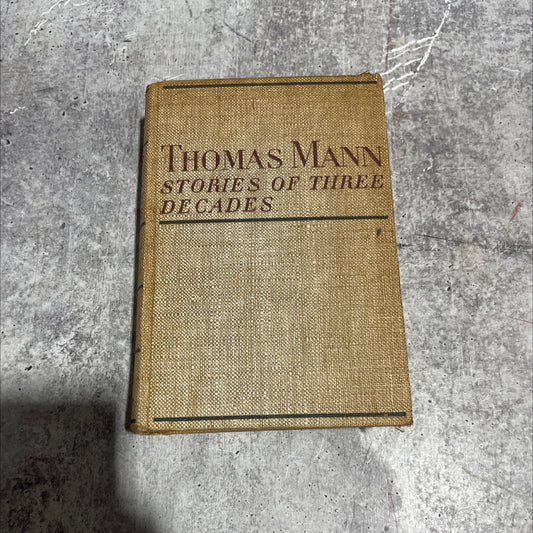 THOMAS MANN
STORIES OF THREE
DECADES